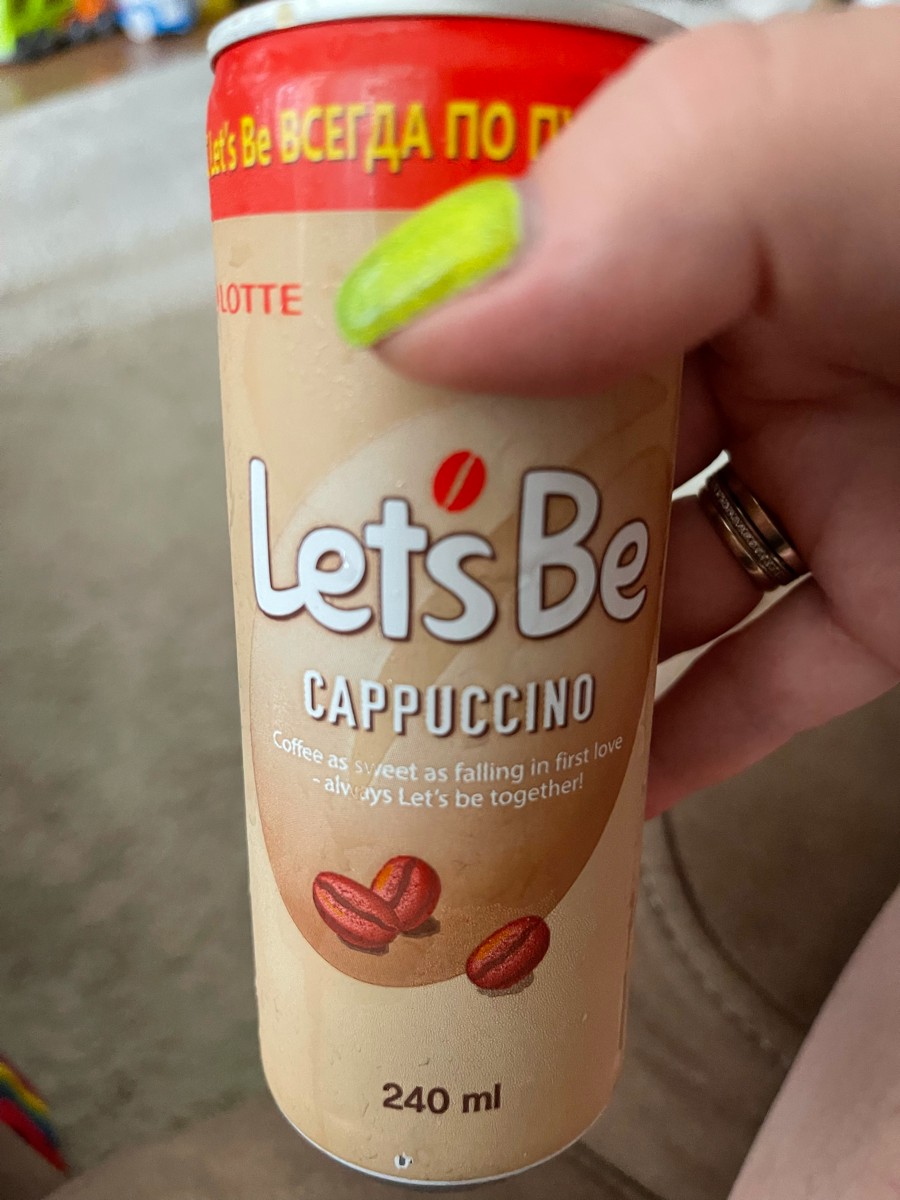 Let's Be ВСЕГДА ПО
LOTTE
Let's Be
CAPPUCCINO
Coffee as sweet as falling in first love
- always Let's be together!
240 ml